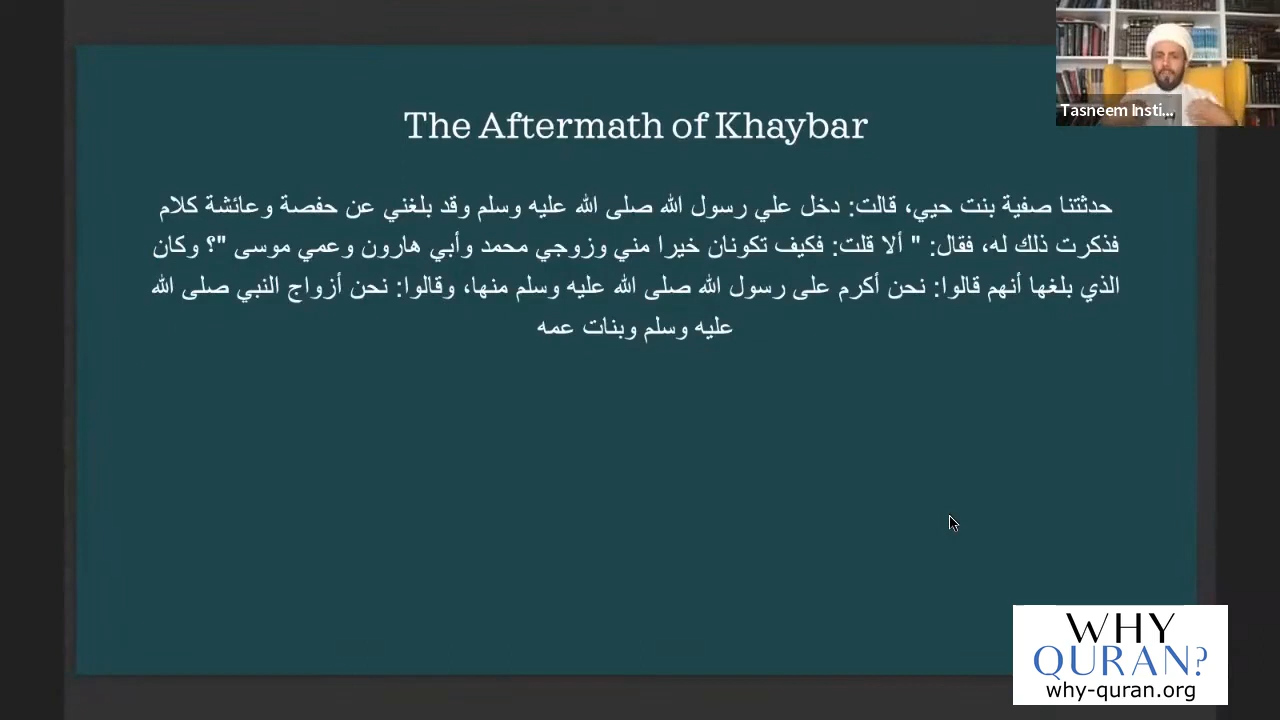 Tasneem Insti...
The Aftermath of Khaybar
حدثتنا صفية بنت حيي، قالت: دخل علي رسول الله صلى الله عليه وسلم وقد بلغني عن حفصة وعائشة كلام
فذكرت ذلك له، فقال: " ألا قلت: فكيف تكونان خيرا مني وزوجي محمد وأبي هارون وعمي موسى "؟ وكان
الذي بلغها أنهم قالوا: نحن أكرم على رسول الله صلى الله عليه وسلم منها، وقالوا: نحن أزواج النبي صلى الله
عليه وسلم وبنات عمه
WHY
QURAN?
why-quran.org